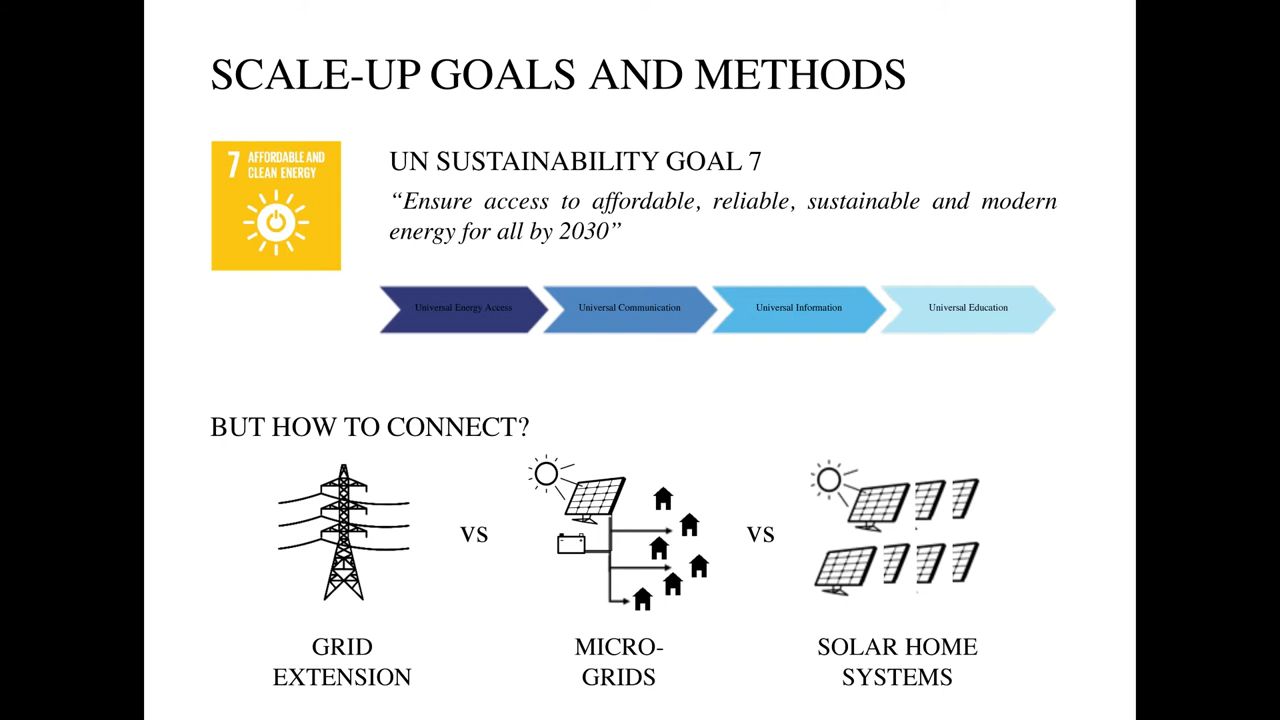 SCALE-UP GOALS AND METHODS
7 AFFORDABLE AND
CLEAN ENERGY
UN SUSTAINABILITY GOAL 7
“Ensure access to affordable, reliable, sustainable and modern
energy for all by 2030”
Universal Energy Access
Universal Communication
Universal Information
Universal Education
BUT HOW TO CONNECT?
VS
VS
GRID
EXTENSION
MICRO-
GRIDS
SOLAR HOME
SYSTEMS